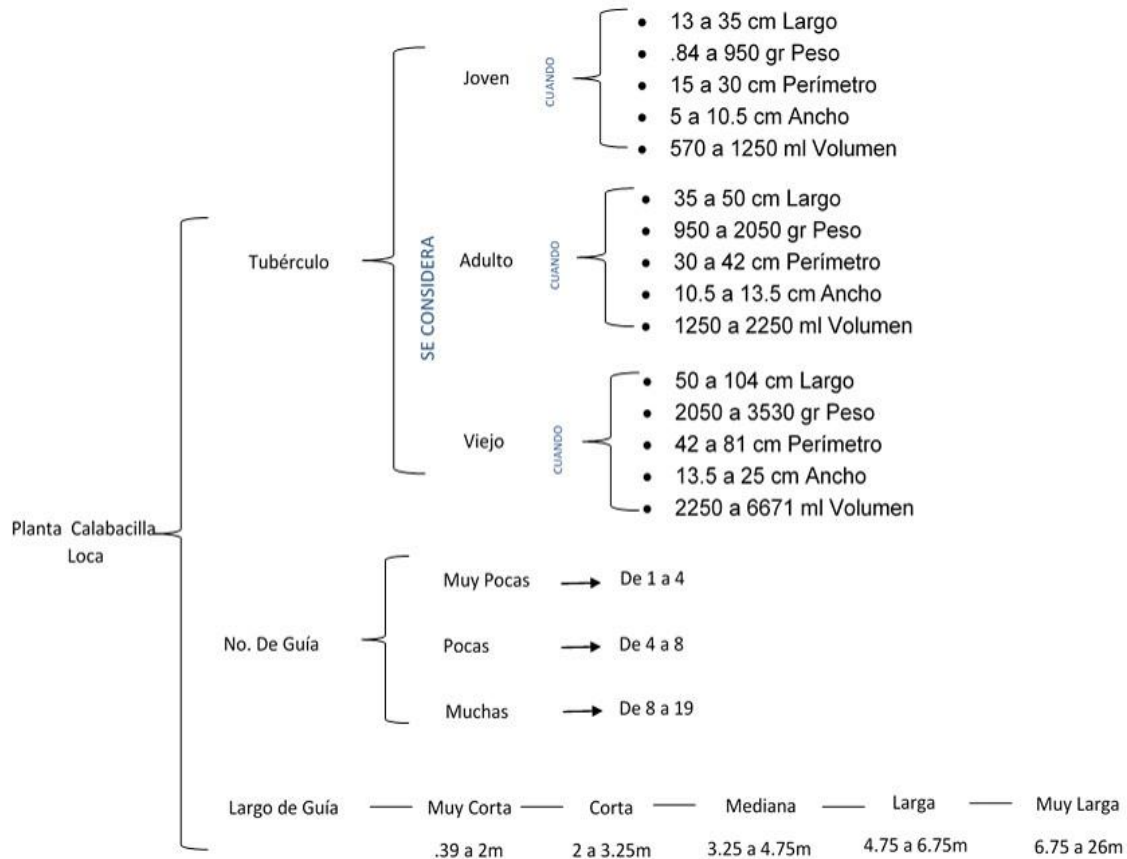 Planta Calabacilla
Loca
Tubérculo
SE CONSIDERA
Joven
CUANDO
• 13 a 35 cm Largo
• .84 a 950 gr Peso
• 15 a 30 cm Perímetro
• 5 a 10.5 cm Ancho
• 570 a 1250 ml Volumen
Adulto
CUANDO
• 35 a 50 cm Largo
• 950 a 2050 gr Peso
• 30 a 42 cm Perímetro
• 10.5 a 13.5 cm Ancho
• 1250 a 2250 ml Volumen
Viejo
CUANDO
• 50 a 104 cm Largo
• 2050 a 3530 gr Peso
• 42 a 81 cm Perímetro
• 13.5 a 25 cm Ancho
• 2250 a 6671 ml Volumen
No. De Guía
Muy Pocas De 1 a 4
Pocas De 4 a 8
Muchas De 8 a 19
Largo de Guía Muy Corta Corta Mediana Larga Muy Larga
.39 a 2m 2 a 3.25m 3.25 a 4.75m 4.75 a 6.75m 6.75 a 26m